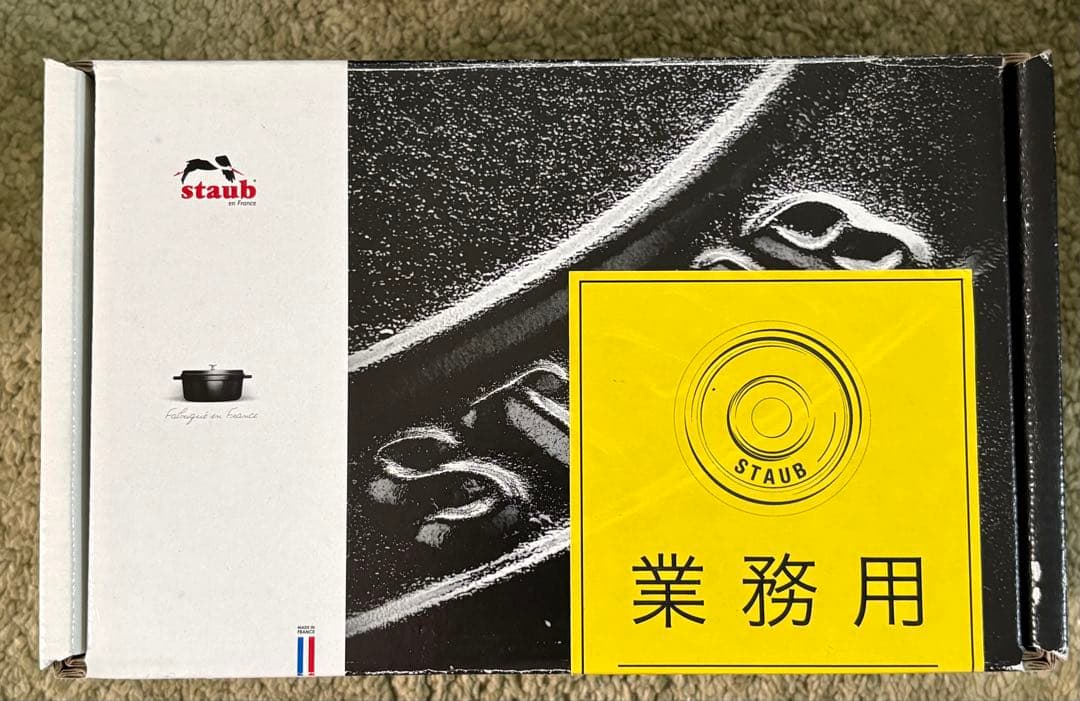 staub
en France
Fabriqué en France
MADE IN
FRANCE
STAUB
業務用